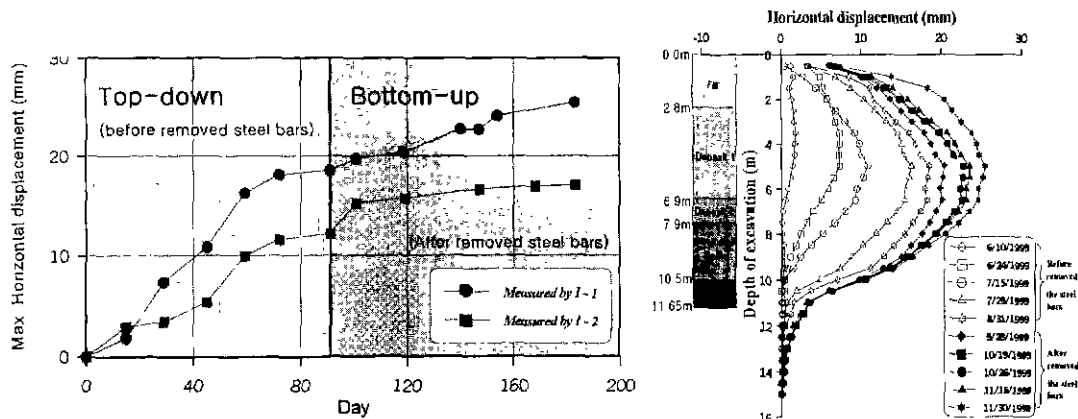 Max Horizontal displacement (mm)
30
20
10
0
Top-down
(before removed steel bars)
Bottom-up
(After removed steel bars)
Measured by I-1
Measured by I-2
0 40 80 120 160 200
Day
Horizontal displacement (mm)
-10 0 10 20 30
0 0m
2 8m
6 9m
7 9m
10 5m
11 65m
Fill
Depth of excavation (m)
0
2
4
6
8
10
12
14
16
6/10/1999
6/24/1999
7/15/1999
7/29/1999
8/31/1999
Before
removed
the steel
bars
9/28/1999
10/19/1999
10/26/1999
11/16/1999
11/30/1999
After
removed
the steel
bars